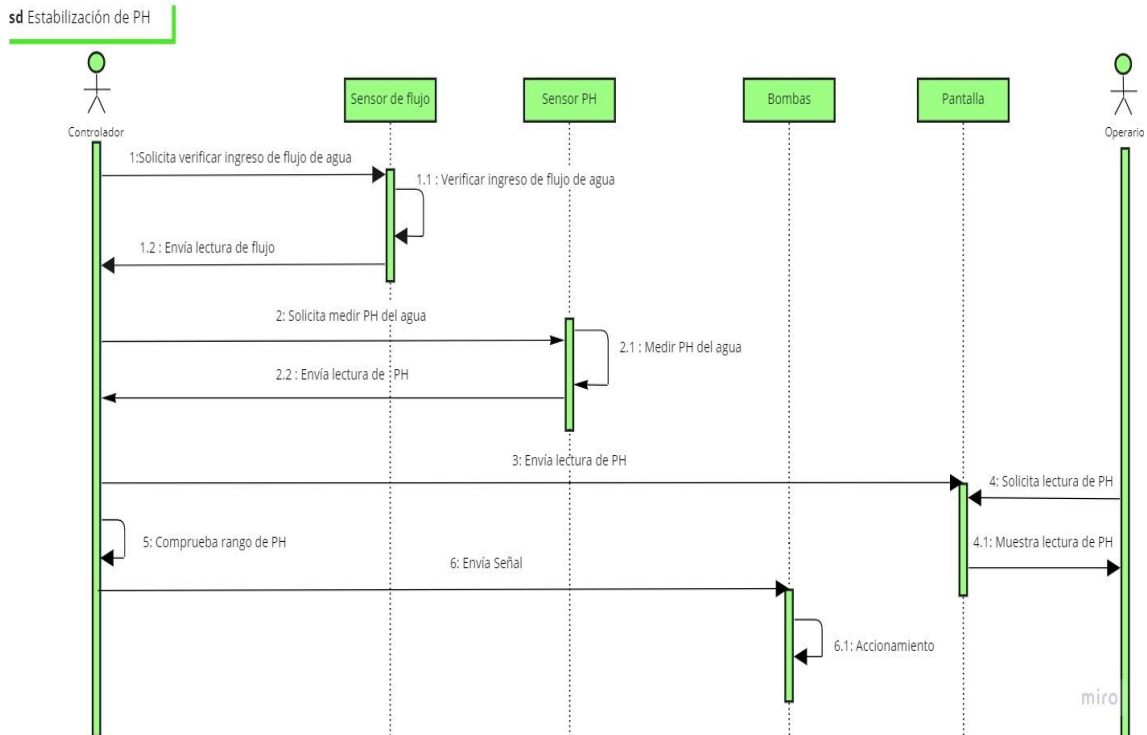 sd Estabilización de PH
Controlador
Sensor de flujo
Sensor PH
Bombas
Pantalla
Operario
1:Solicita verificar ingreso de flujo de agua
1.1 : Verificar ingreso de flujo de agua
1.2 : Envía lectura de flujo
2: Solicita medir PH del agua
2.1 : Medir PH del agua
2.2 : Envía lectura de PH
3: Envía lectura de PH
4: Solicita lectura de PH
4.1: Muestra lectura de PH
5: Comprueba rango de PH
6: Envía Señal
6.1: Accionamiento
miro